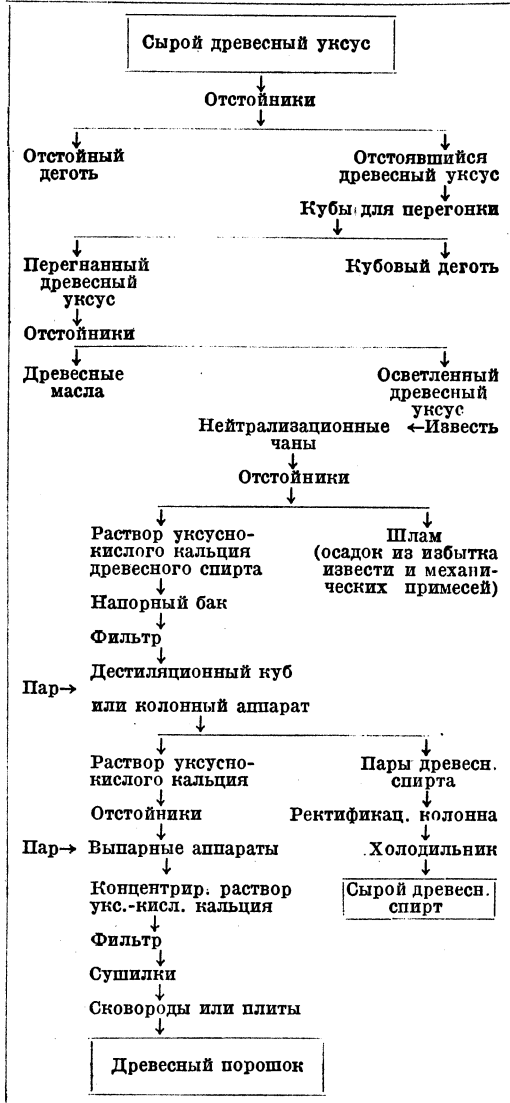 Сырой древесный уксус
Отстойники
Отстойный
деготь
Отстоявшийся
древесный уксус
Кубы для перегонки
Перегнанный
древесный
уксус
Кубовый деготь
Отстойники
Древесные
масла
Осветленный
древесный
уксус
Нейтрализационные
чаны
←Известь
Отстойники
Раствор уксусно-
кислого кальция
древесного спирта
Шлам
(осадок из избытка
извести и механи-
ческих примесей)
Напорный бак
Фильтр
Дестиляционный куб
Пар→
или колонный аппарат
Раствор уксусно-
кислого кальция
Пары древесн.
спирта
Отстойники
Ректификац. колонна
Пар→ Выпарные аппараты
Холодильник
Концентрир. раствор
укс.-кисл. кальция
Сырой древесн.
спирт
Фильтр
Сушилки
Сковороды или плиты
Древесный порошок